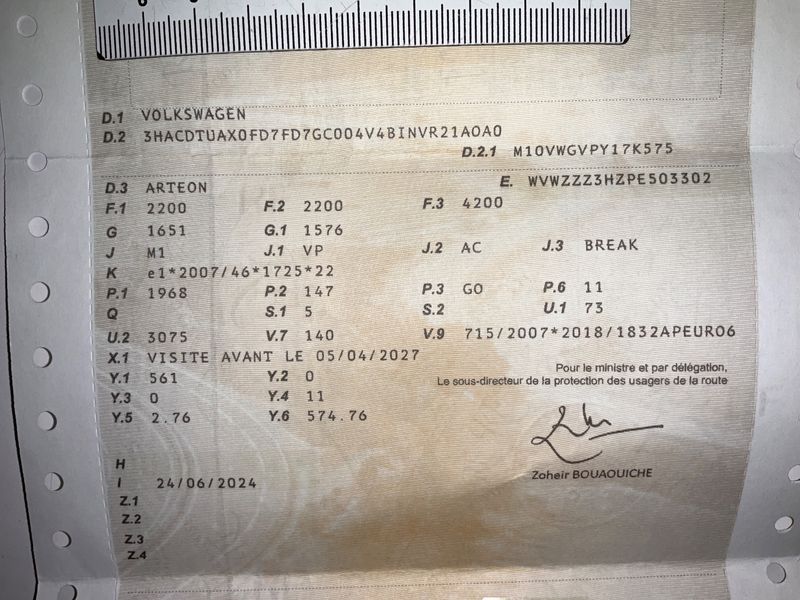 D.1 VOLKSWAGEN
D.2 3HACDTUAX0FD7FD7GC004V4BINVR21A0A0
D.2.1 M10VWGVPY17K575
D.3 ARTEON E. WVWZZZ3HZPE503302
F.1 2200 F.2 2200 F.3 4200
G 1651 G.1 1576
J M1 J.1 VP J.2 AC J.3 BREAK
K e1*2007/46*1725*22
P.1 1968 P.2 147 P.3 GO P.6 11
Q S.1 5 S.2 U.1 73
U.2 3075 V.7 140 V.9 715/2007*2018/1832APEURO6
X.1 VISITE AVANT LE 05/04/2027
Y.1 561 Y.2 0
Y.3 0 Y.4 11
Y.5 2.76 Y.6 574.76
Pour le ministre et par délégation,
Le sous-directeur de la protection des usagers de la route
Zoheir BOUAOUICHE
H
I 24/06/2024
Z.1
Z.2
Z.3
Z.4